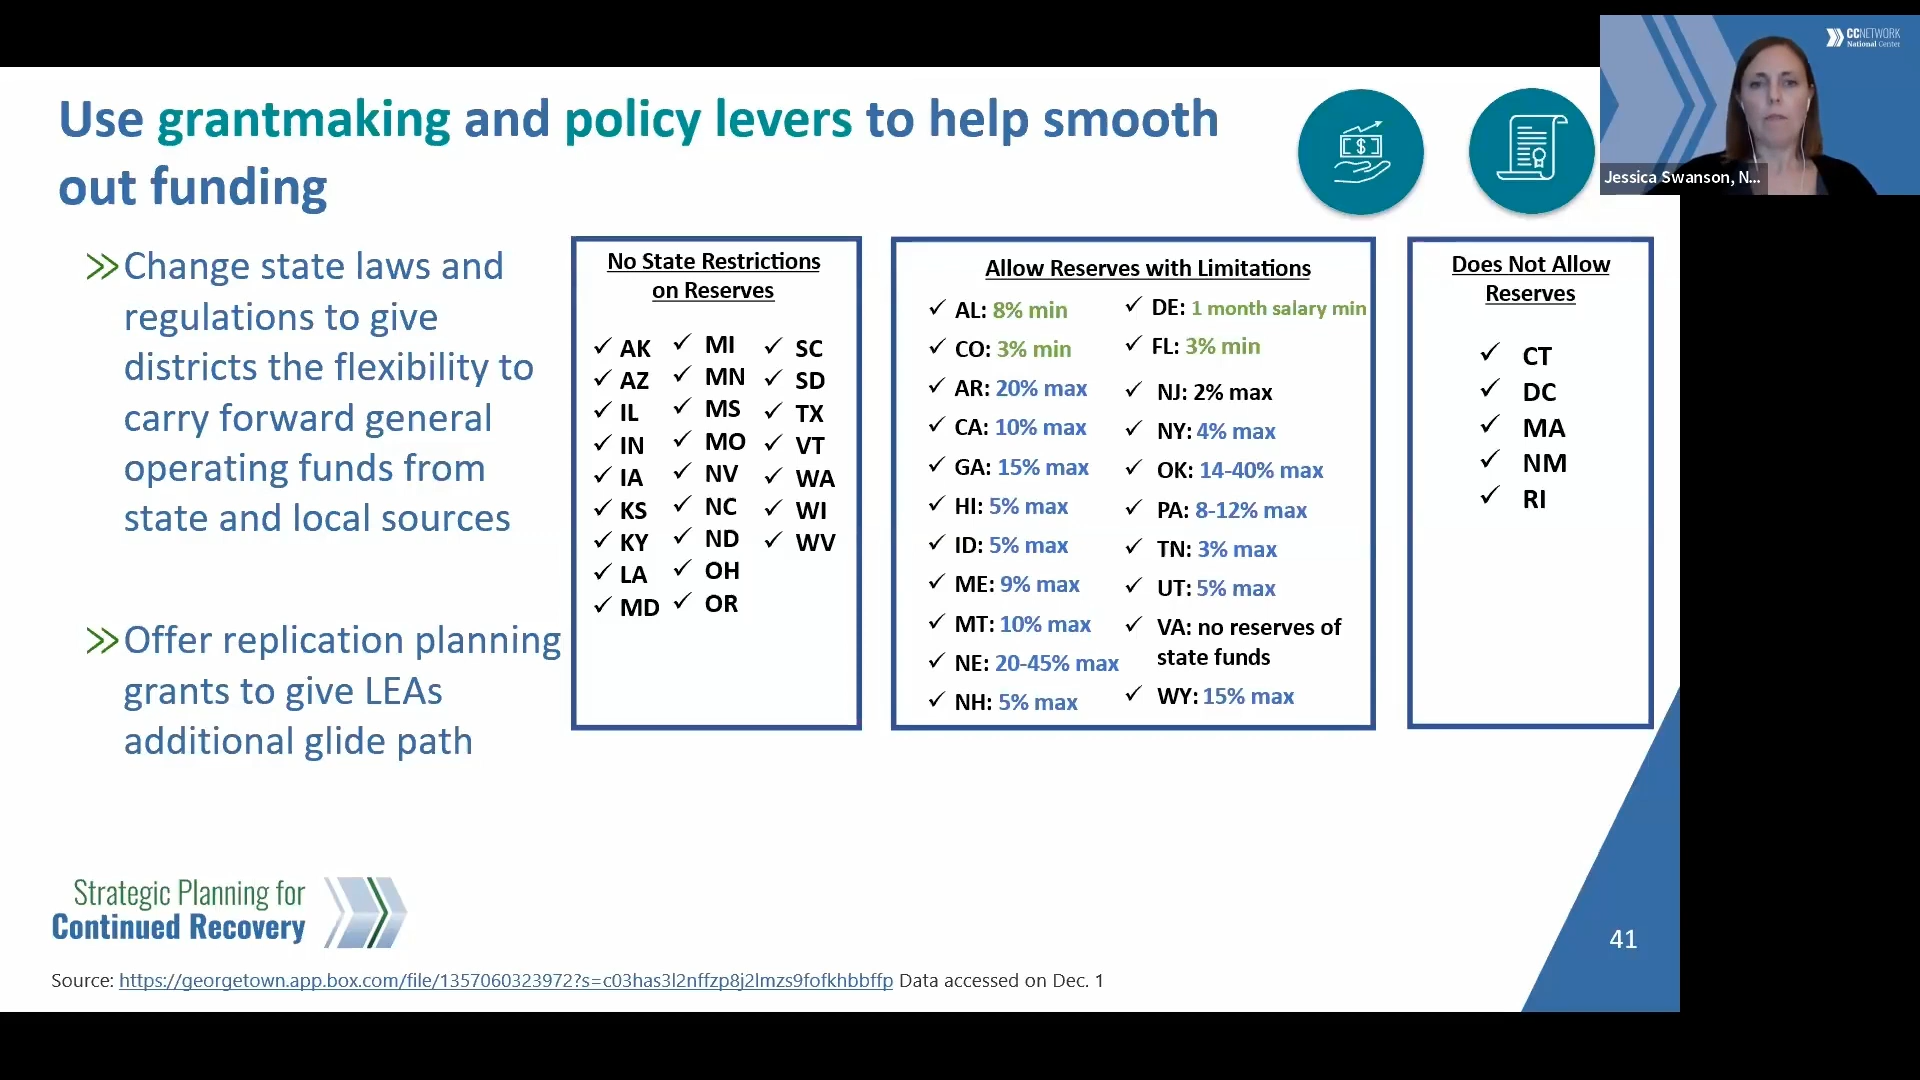 CCNETWORK
National Center
Jessica Swanson, N...
Use grantmaking and policy levers to help smooth
out funding
Change state laws and
regulations to give
districts the flexibility to
carry forward general
operating funds from
state and local sources
Offer replication planning
grants to give LEAs
additional glide path
No State Restrictions
on Reserves
AK
AZ
IL
IN
IA
KS
KY
LA
MD
MI
MN
MS
MO
NV
NC
ND
OH
OR
SC
SD
TX
VT
WA
WI
WV
Allow Reserves with Limitations
AL: 8% min
CO: 3% min
AR: 20% max
CA: 10% max
GA: 15% max
HI: 5% max
ID: 5% max
ME: 9% max
MT: 10% max
NE: 20-45% max
NH: 5% max
DE: 1 month salary min
FL: 3% min
NJ: 2% max
NY: 4% max
OK: 14-40% max
PA: 8-12% max
TN: 3% max
UT: 5% max
VA: no reserves of
state funds
WY: 15% max
Does Not Allow
Reserves
CT
DC
MA
NM
RI
Strategic Planning for
Continued Recovery
41
Source: https://georgetown.app.box.com/file/1357060323972?s=c03has3l2nffzp8j2lmzs9fofkhbbffp Data accessed on Dec. 1